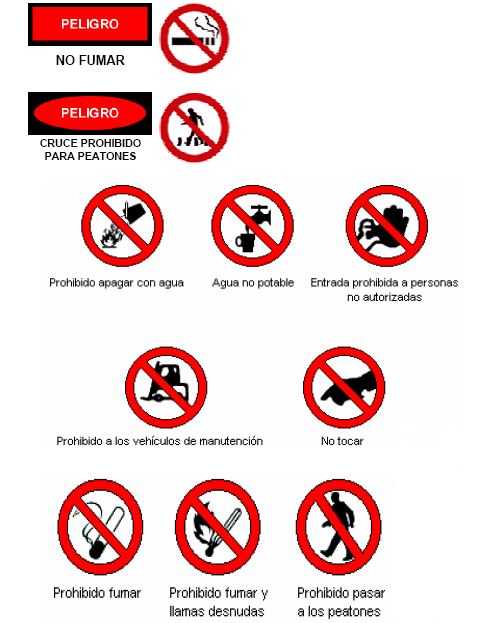 PELIGRO
NO FUMAR
PELIGRO
CRUCE PROHIBIDO
PARA PEATONES
Prohibido apagar con agua
Agua no potable
Entrada prohibida a personas
no autorizadas
Prohibido a los vehículos de manutención
No tocar
Prohibido fumar
Prohibido fumar y
llamas desnudas
Prohibido pasar
a los peatones